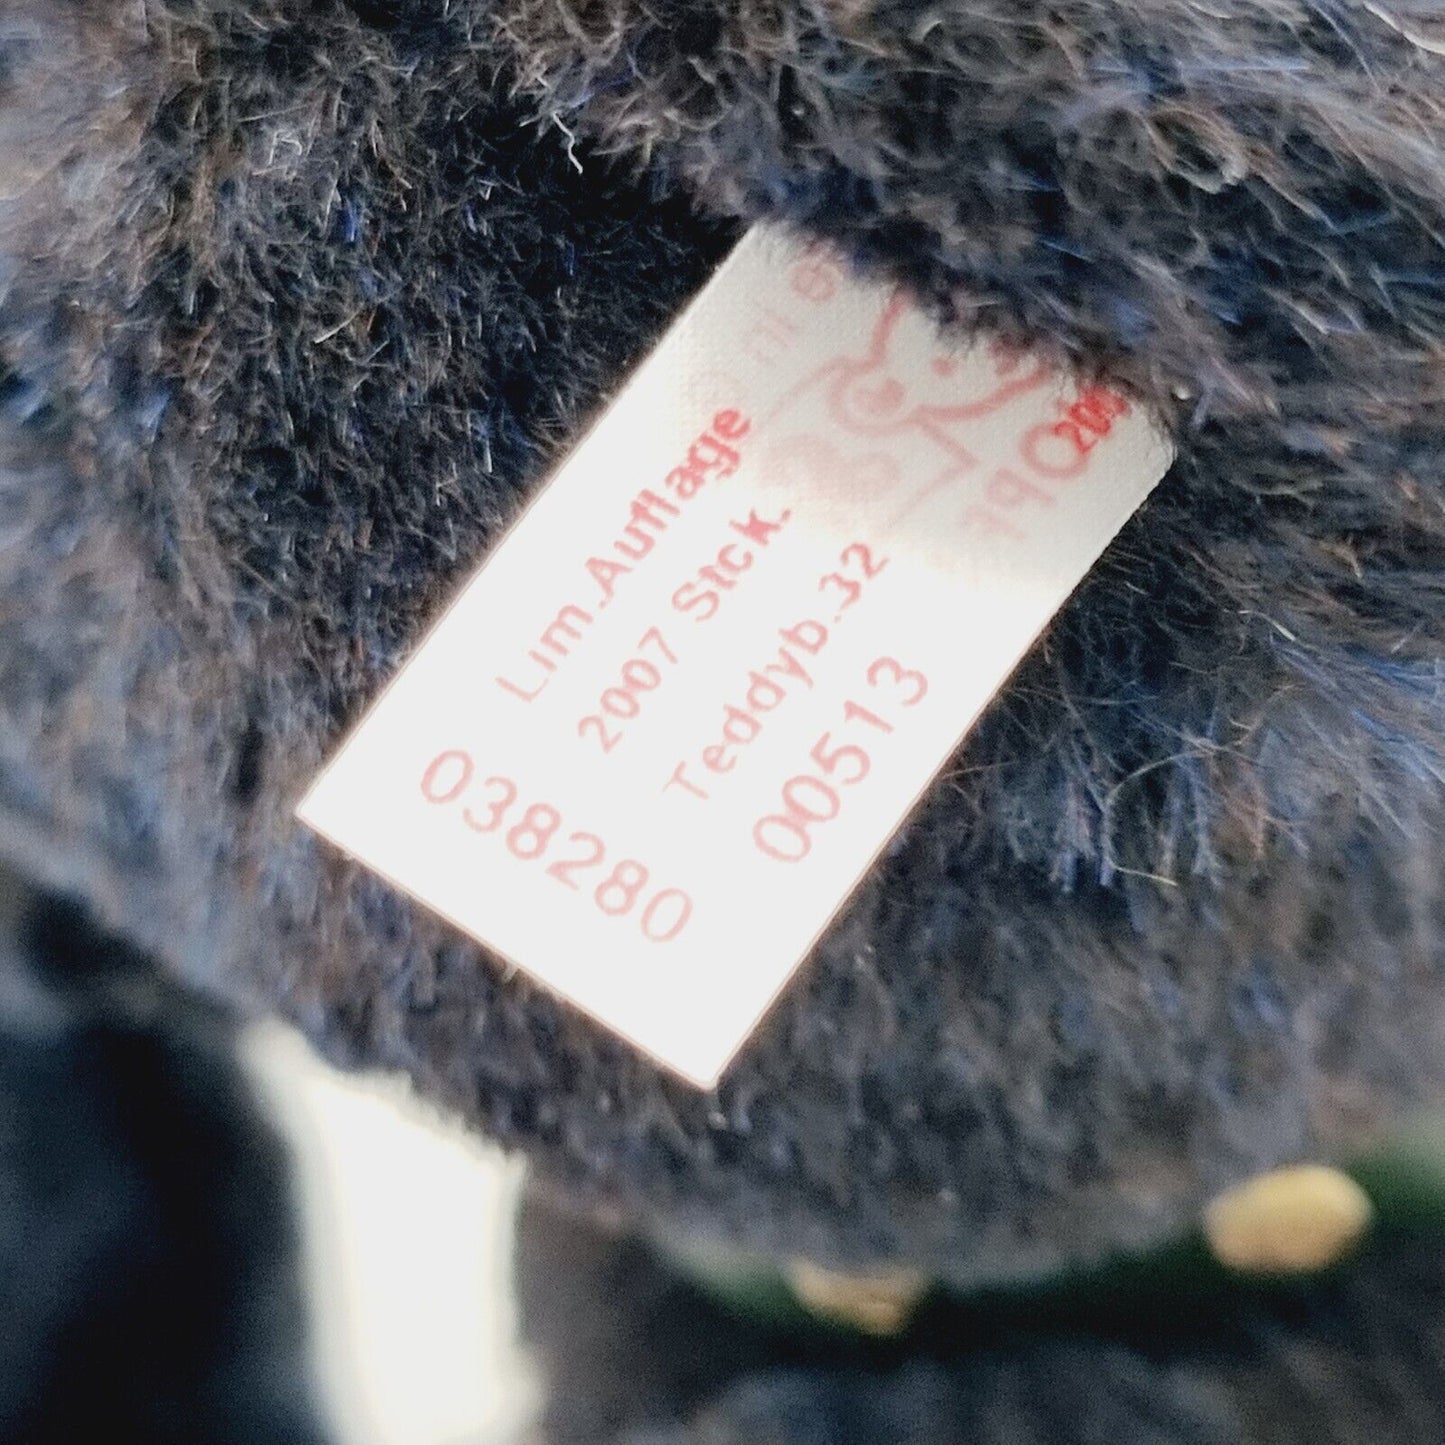 Lim.Auflage
2007 Stck.
Teddyb.32
00513
038280